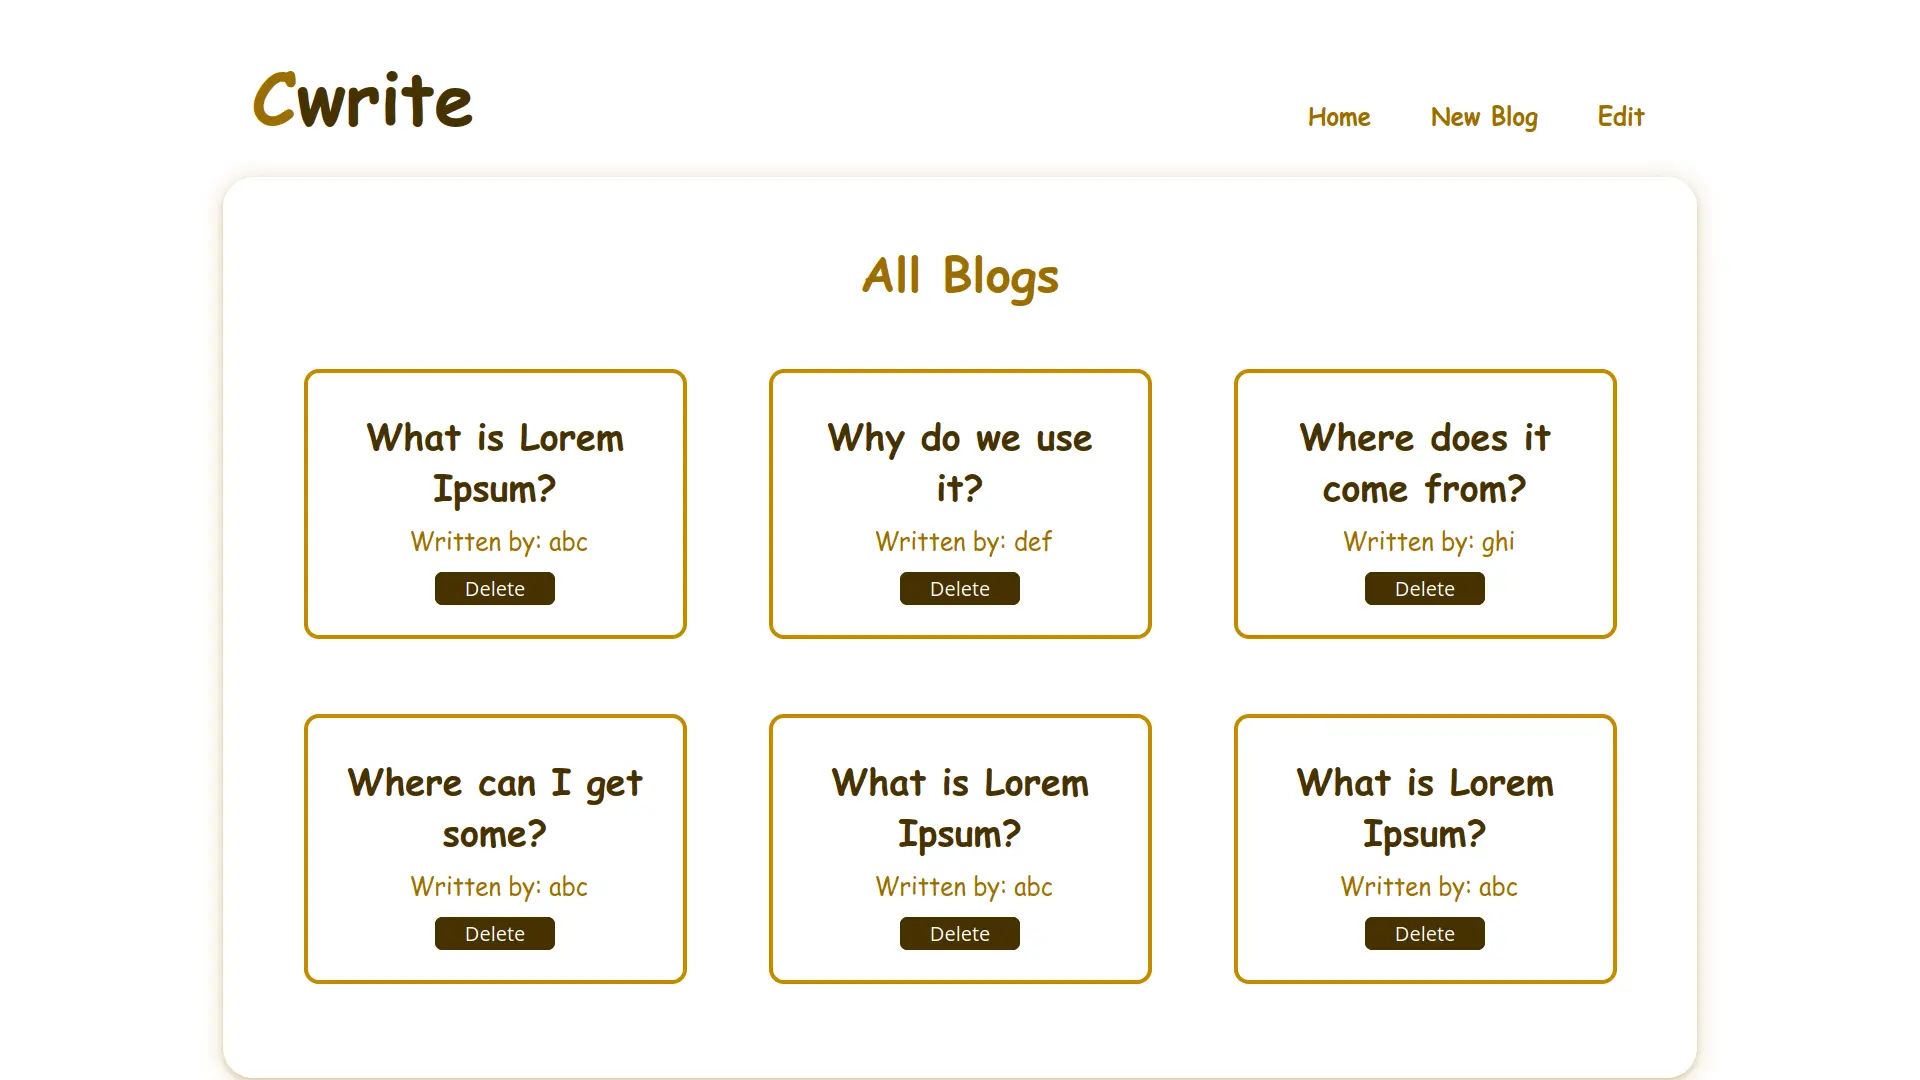 Cwrite
Home New Blog Edit
All Blogs
What is Lorem
Ipsum?
Written by: abc
Delete
Why do we use
it?
Written by: def
Delete
Where does it
come from?
Written by: ghi
Delete
Where can I get
some?
Written by: abc
Delete
What is Lorem
Ipsum?
Written by: abc
Delete
What is Lorem
Ipsum?
Written by: abc
Delete